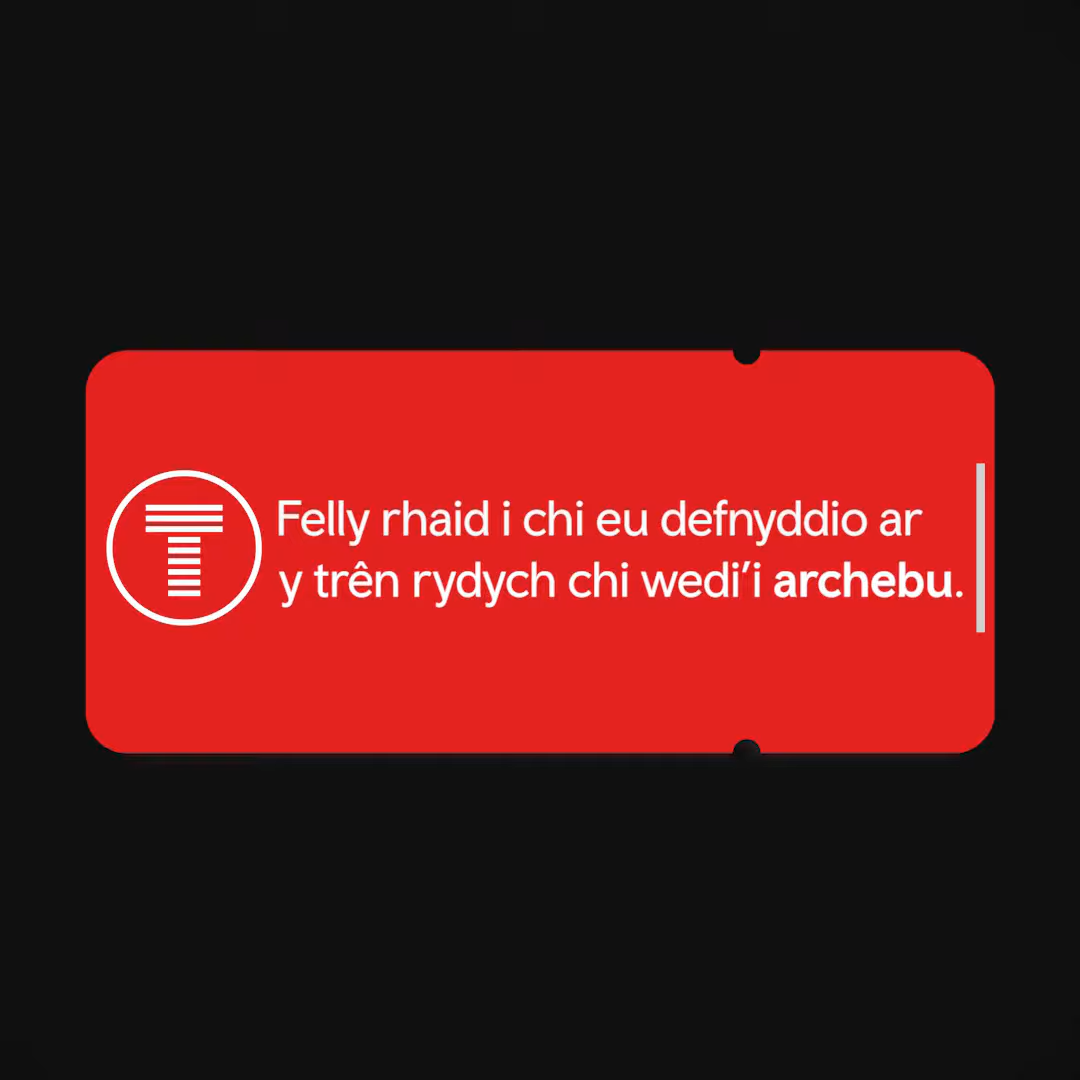 T
Felly rhaid i chi eu defnyddio ar
y trên rydych chi wedi’i archebu.